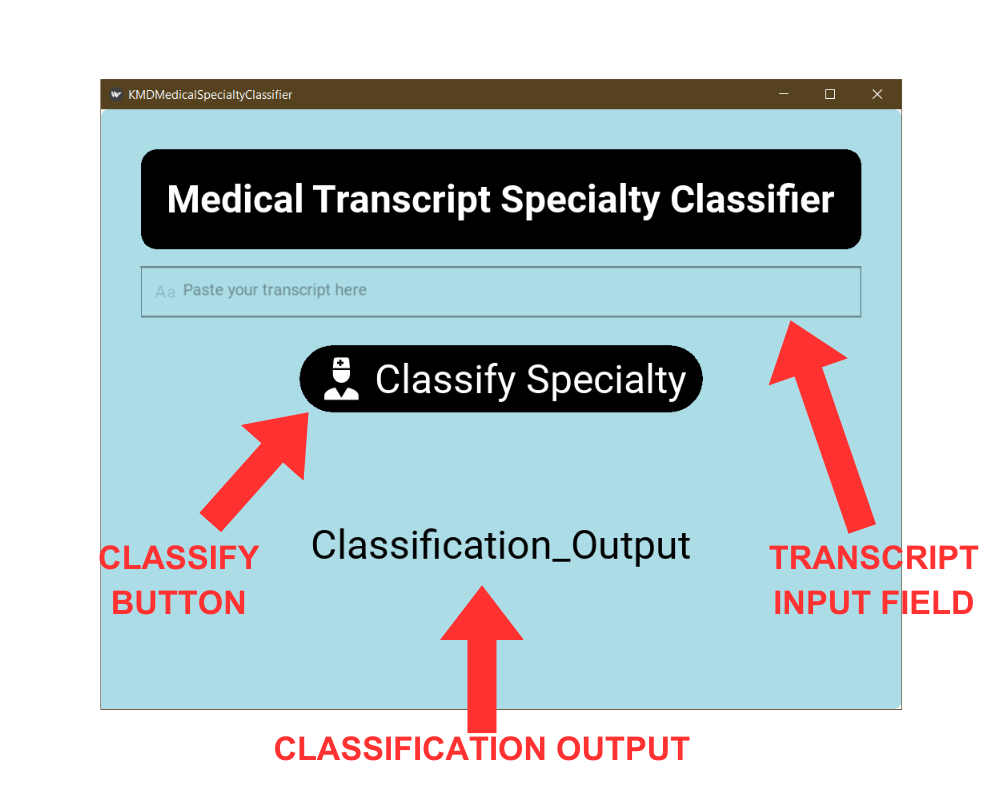 KMDMedicalSpecialtyClassifier
Medical Transcript Specialty Classifier
Aa Paste your transcript here
Classify Specialty
Classification_Output
CLASSIFY
BUTTON
TRANSCRIPT
INPUT FIELD
CLASSIFICATION OUTPUT